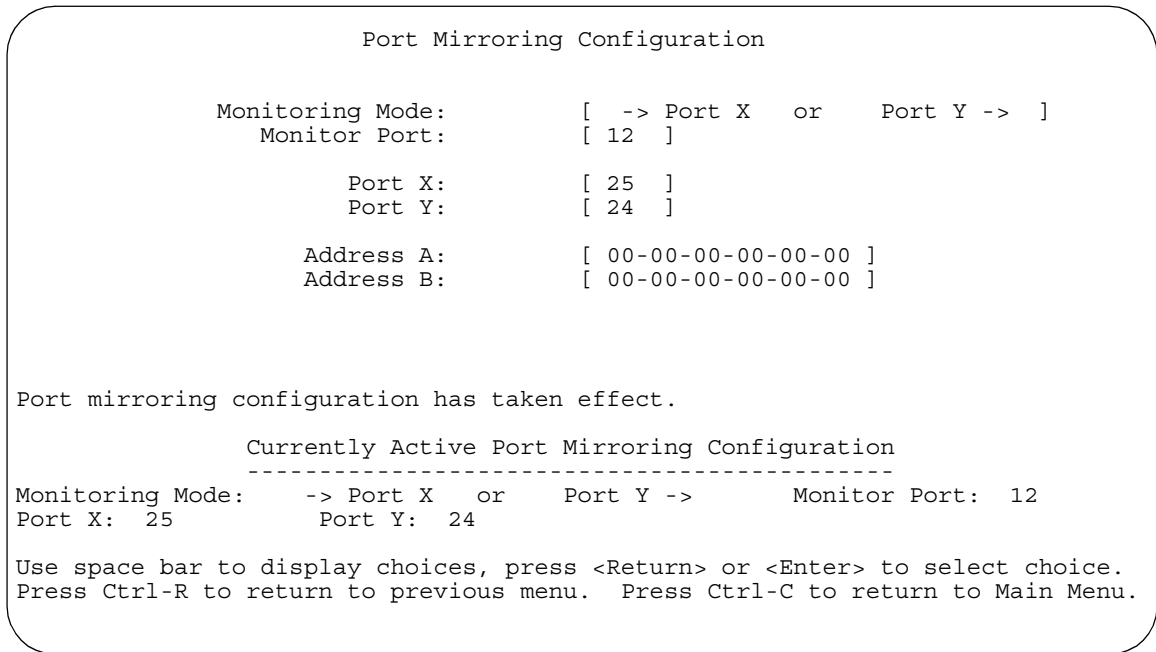 Port Mirroring Configuration
Monitoring Mode: [ -> Port X or Port Y -> ]
Monitor Port: [ 12 ]
Port X: [ 25 ]
Port Y: [ 24 ]
Address A: [ 00-00-00-00-00-00 ]
Address B: [ 00-00-00-00-00-00 ]
Port mirroring configuration has taken effect.
Currently Active Port Mirroring Configuration
---------------------------------------------
Monitoring Mode: -> Port X or Port Y -> Monitor Port: 12
Port X: 25 Port Y: 24
Use space bar to display choices, press <Return> or <Enter> to select choice.
Press Ctrl-R to return to previous menu. Press Ctrl-C to return to Main Menu.